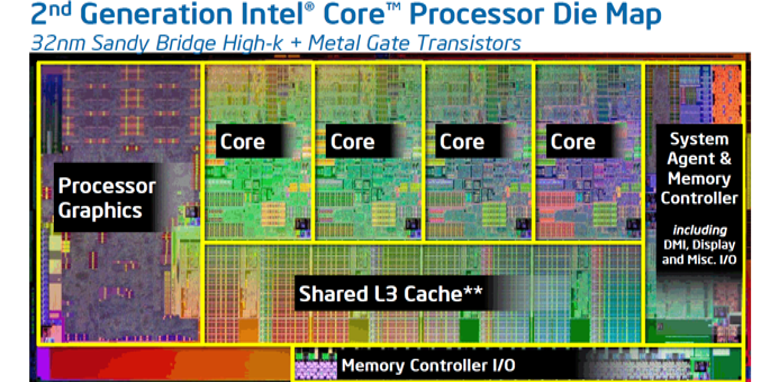 2nd Generation Intel® Core™ Processor Die Map
32nm Sandy Bridge High-k + Metal Gate Transistors
Processor
Graphics
Core
Core
Core
Core
System
Agent &
Memory
Controller
including
DMI, Display
and Misc. I/O
Shared L3 Cache**
Memory Controller I/O